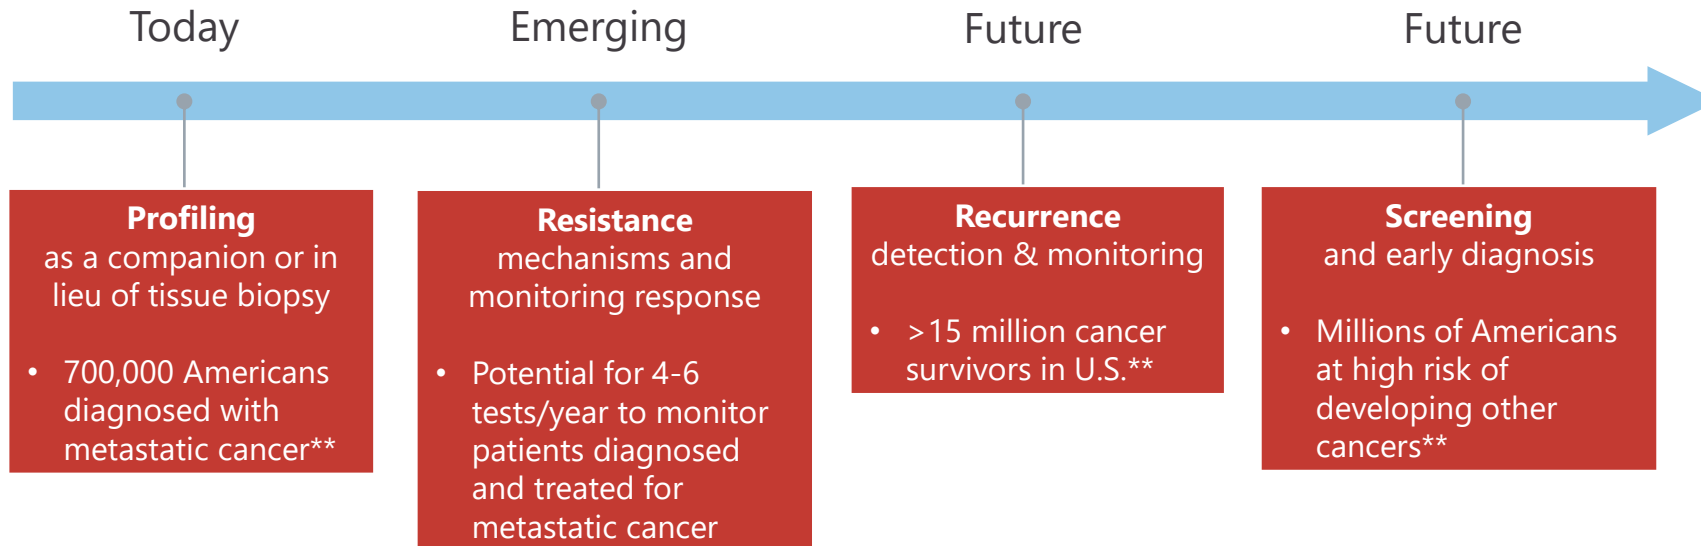 Today
Emerging
Future
Future
Profiling
as a companion or in
lieu of tissue biopsy
• 700,000 Americans
diagnosed with
metastatic cancer**
Resistance
mechanisms and
monitoring response
• Potential for 4-6
tests/year to monitor
patients diagnosed
and treated for
metastatic cancer
Recurrence
detection & monitoring
• >15 million cancer
survivors in U.S.**
Screening
and early diagnosis
• Millions of Americans
at high risk of
developing other
cancers**